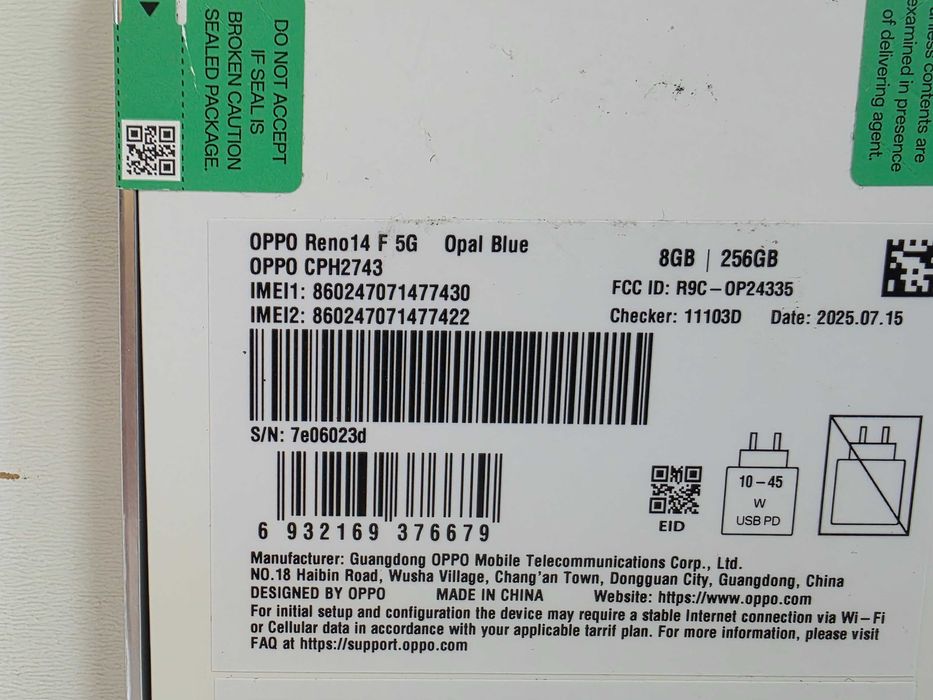 DO NOT ACCEPT
IF SEAL IS
BROKEN CAUTION
SEALED PACKAGE.
unless contents are
examined in presence
of delivering agent.
OPPO Reno14 F 5G Opal Blue
8GB | 256GB
OPPO CPH2743
IMEI1: 860247071477430
FCC ID: R9C-OP24335
IMEI2: 860247071477422
Checker: 11103D Date: 2025.07.15
S/N: 7e06023d
10-45
W
USB PD
EID
6 932169 376679
Manufacturer: Guangdong OPPO Mobile Telecommunications Corp., Ltd.
NO.18 Haibin Road, Wusha Village, Chang'an Town, Dongguan City, Guangdong, China
DESIGNED BY OPPO MADE IN CHINA Website: https://www.oppo.com
For initial setup and configuration the device may require a stable Internet connection via Wi-Fi
or Cellular data in accordance with your applicable tarrif plan. For more information, please visit
FAQ at https://support.oppo.com